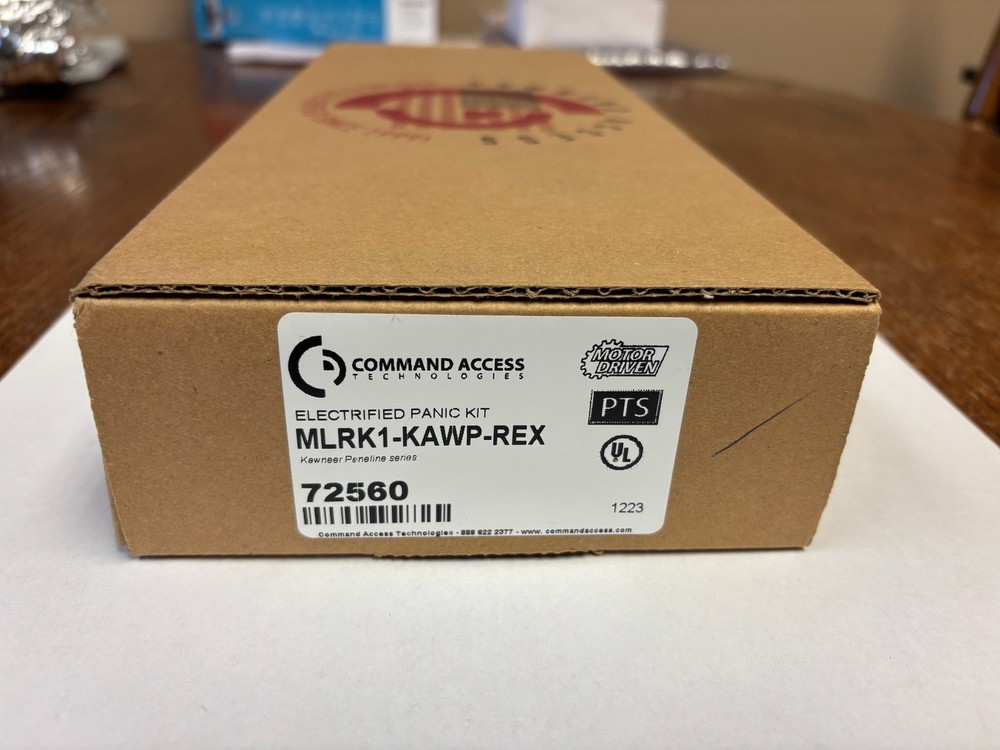 COMMAND ACCESS
TECHNOLOGIES
MOTOR
DRIVEN
PTS
UL
ELECTRIFIED PANIC KIT
MLRK1-KAWP-REX
Kawneer Paneline series
72560
1223
Command Access Technologies - 888 622 2377 - www. commandaccess.com